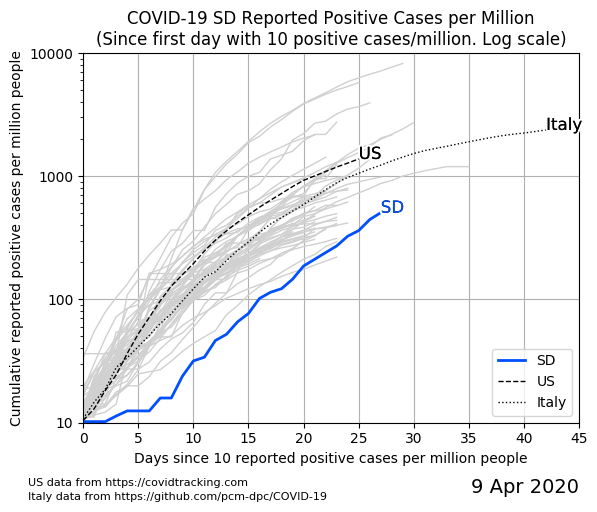 COVID-19 SD Reported Positive Cases per Million
(Since first day with 10 positive cases/million. Log scale)
Cumulative reported positive cases per million people
10000
1000
100
10
Italy
US
SD
SD
US
Italy
0 5 10 15 20 25 30 35 40 45
Days since 10 reported positive cases per million people
US data from https://covidtracking.com
Italy data from https://github.com/pcm-dpc/COVID-19
9 Apr 2020